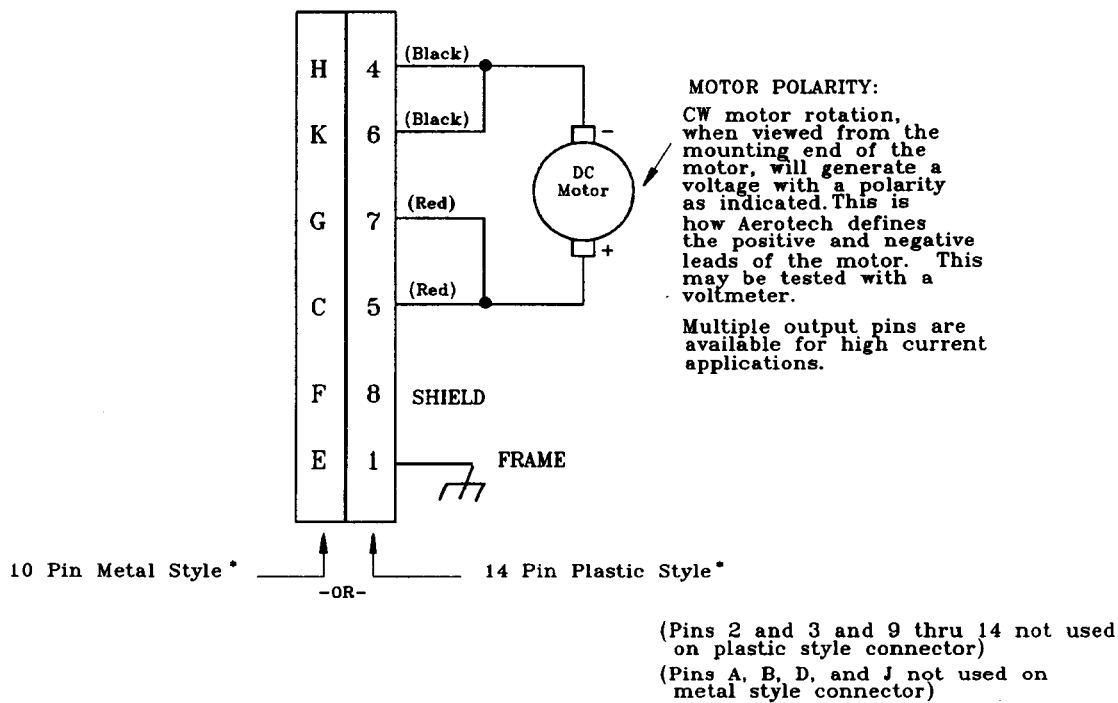 H 4 (Black)
K 6 (Black)
G 7 (Red)
C 5 (Red)
F 8 SHIELD
E 1 FRAME
-
DC
Motor
+
MOTOR POLARITY:
CW motor rotation,
when viewed from the
mounting end of the
motor, will generate a
voltage with a polarity
as indicated. This is
how Aerotech defines
the positive and negative
leads of the motor. This
may be tested with a
voltmeter.
Multiple output pins are
available for high current
applications.
10 Pin Metal Style*
-OR-
14 Pin Plastic Style*
(Pins 2 and 3 and 9 thru 14 not used
on plastic style connector)
(Pins A, B, D, and J not used on
metal style connector)